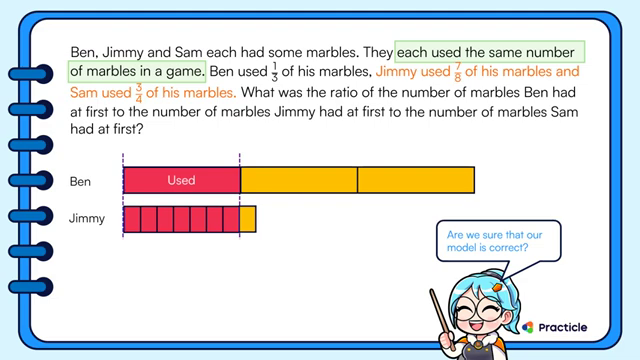 Ben, Jimmy and Sam each had some marbles. They each used the same number
of marbles in a game. Ben used 1/3 of his marbles, Jimmy used 7/8 of his marbles and
Sam used 3/4 of his marbles. What was the ratio of the number of marbles Ben had
at first to the number of marbles Jimmy had at first to the number of marbles Sam
had at first?
Ben
Used
Jimmy
Are we sure that our
model is correct?
Practicle